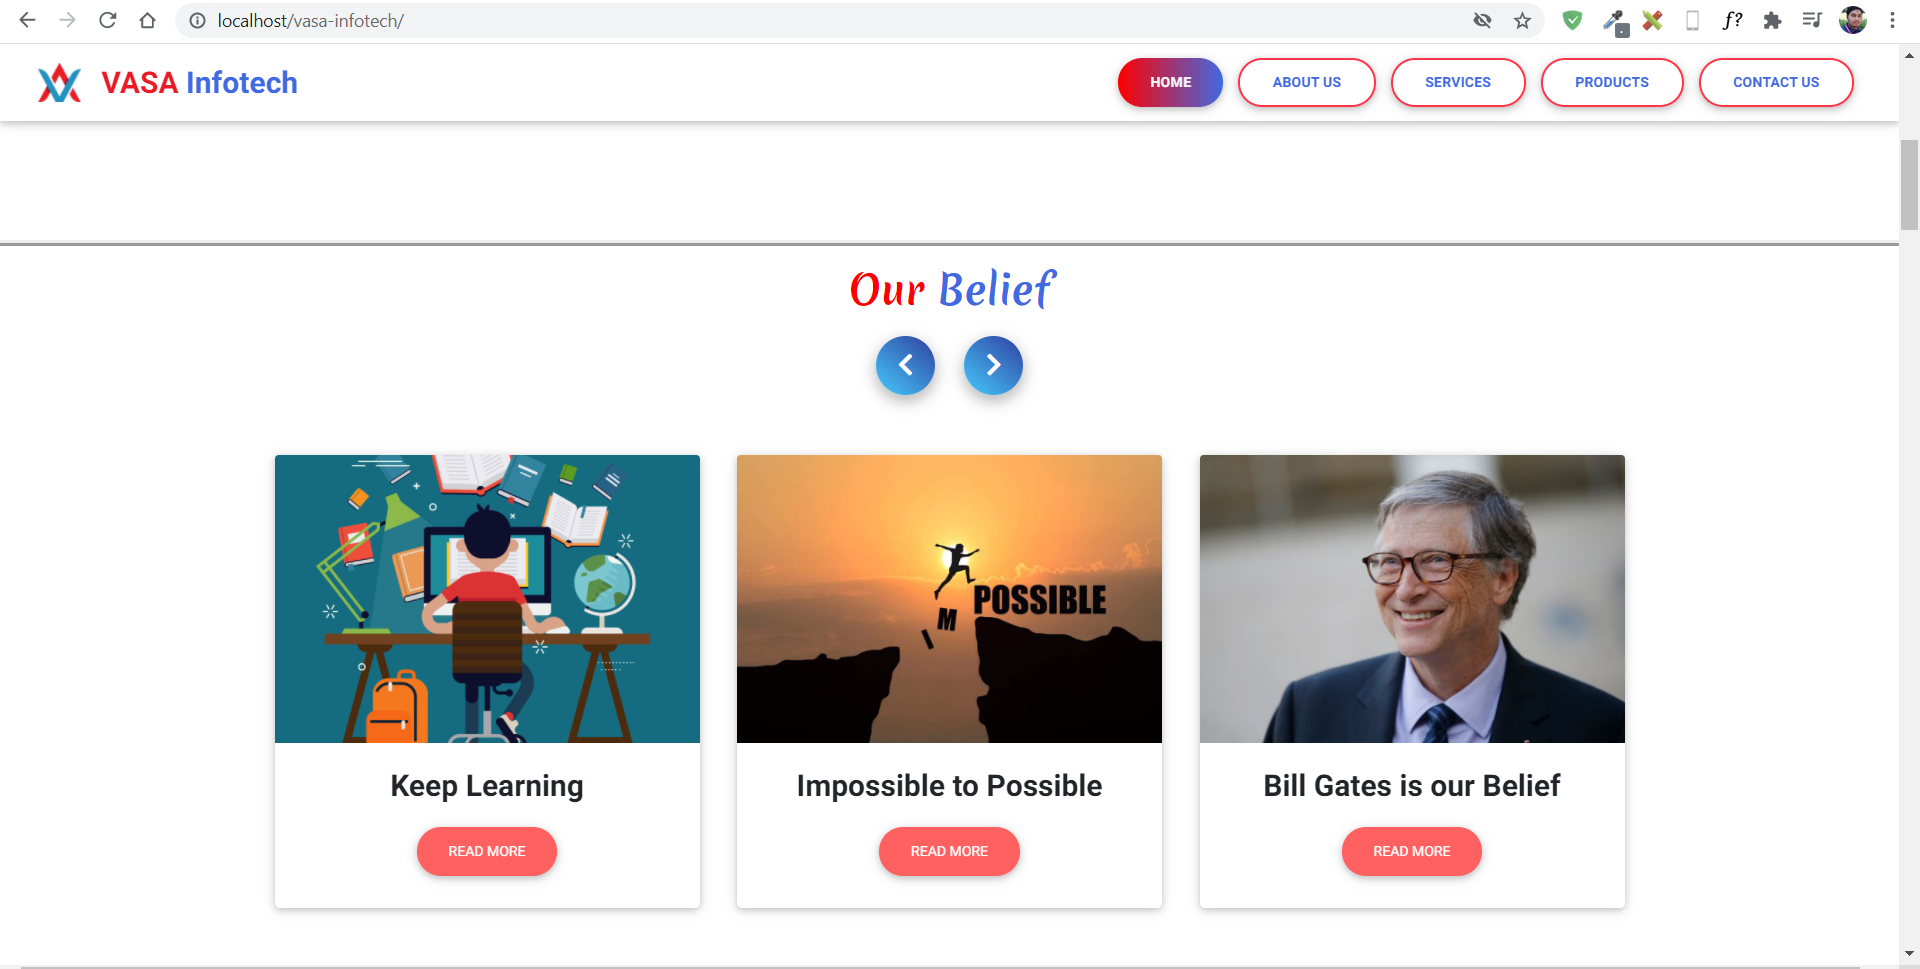 localhost/vasa-infotech/
f?
VASA Infotech
HOME
ABOUT US
SERVICES
PRODUCTS
CONTACT US
Our Belief
IM POSSIBLE
Keep Learning
Impossible to Possible
Bill Gates is our Belief
READ MORE
READ MORE
READ MORE